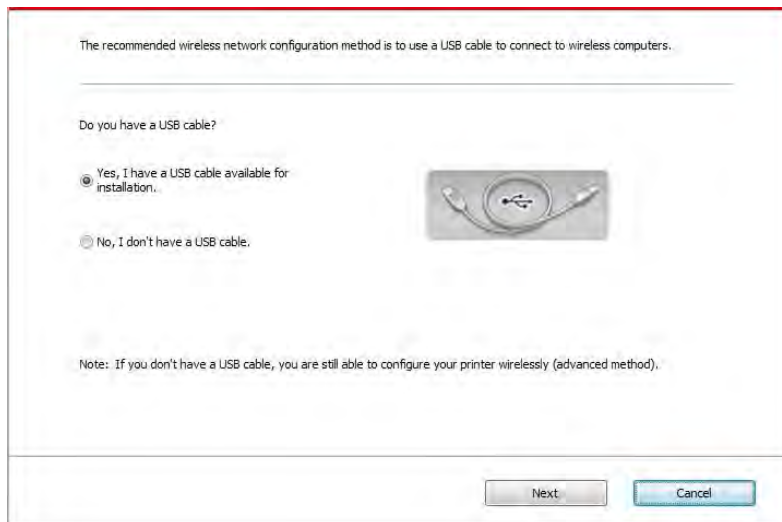 The recommended wireless network configuration method is to use a USB cable to connect to wireless computers.
Do you have a USB cable?
Yes, I have a USB cable available for
installation.
No, I don't have a USB cable.
Note: If you don't have a USB cable, you are still able to configure your printer wirelessly (advanced method).
Next
Cancel